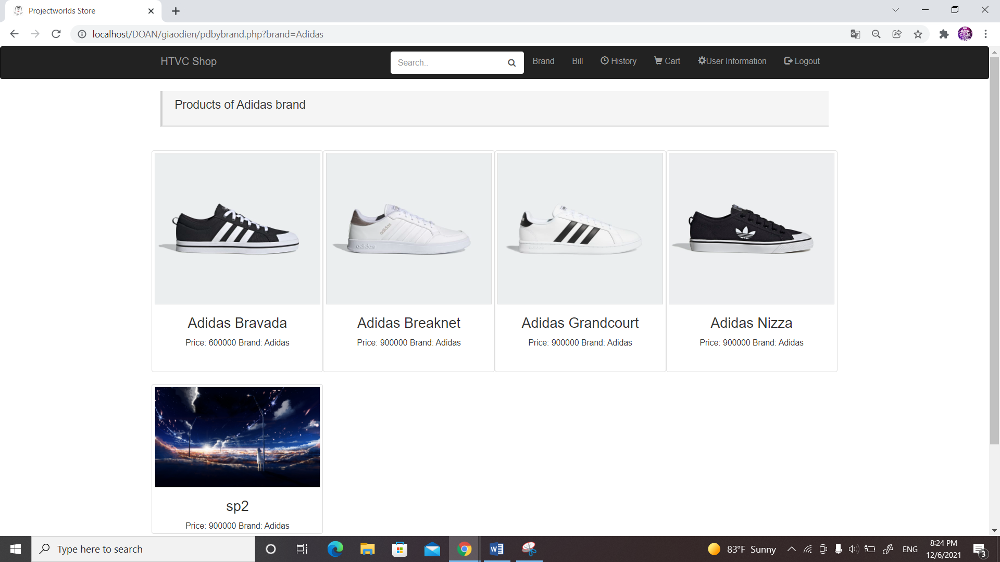 Projectworlds Store
localhost/DOAN/giaodien/pdbybrand.php?brand=Adidas
HTVC Shop
Search..
Brand
Bill
History
Cart
User Information
Logout
Products of Adidas brand
Adidas Bravada
Price: 600000 Brand: Adidas
Adidas Breaknet
Price: 900000 Brand: Adidas
Adidas Grandcourt
Price: 900000 Brand: Adidas
Adidas Nizza
Price: 900000 Brand: Adidas
sp2
Price: 900000 Brand: Adidas
Type here to search
83°F Sunny
ENG
8:24 PM
12/6/2021
3